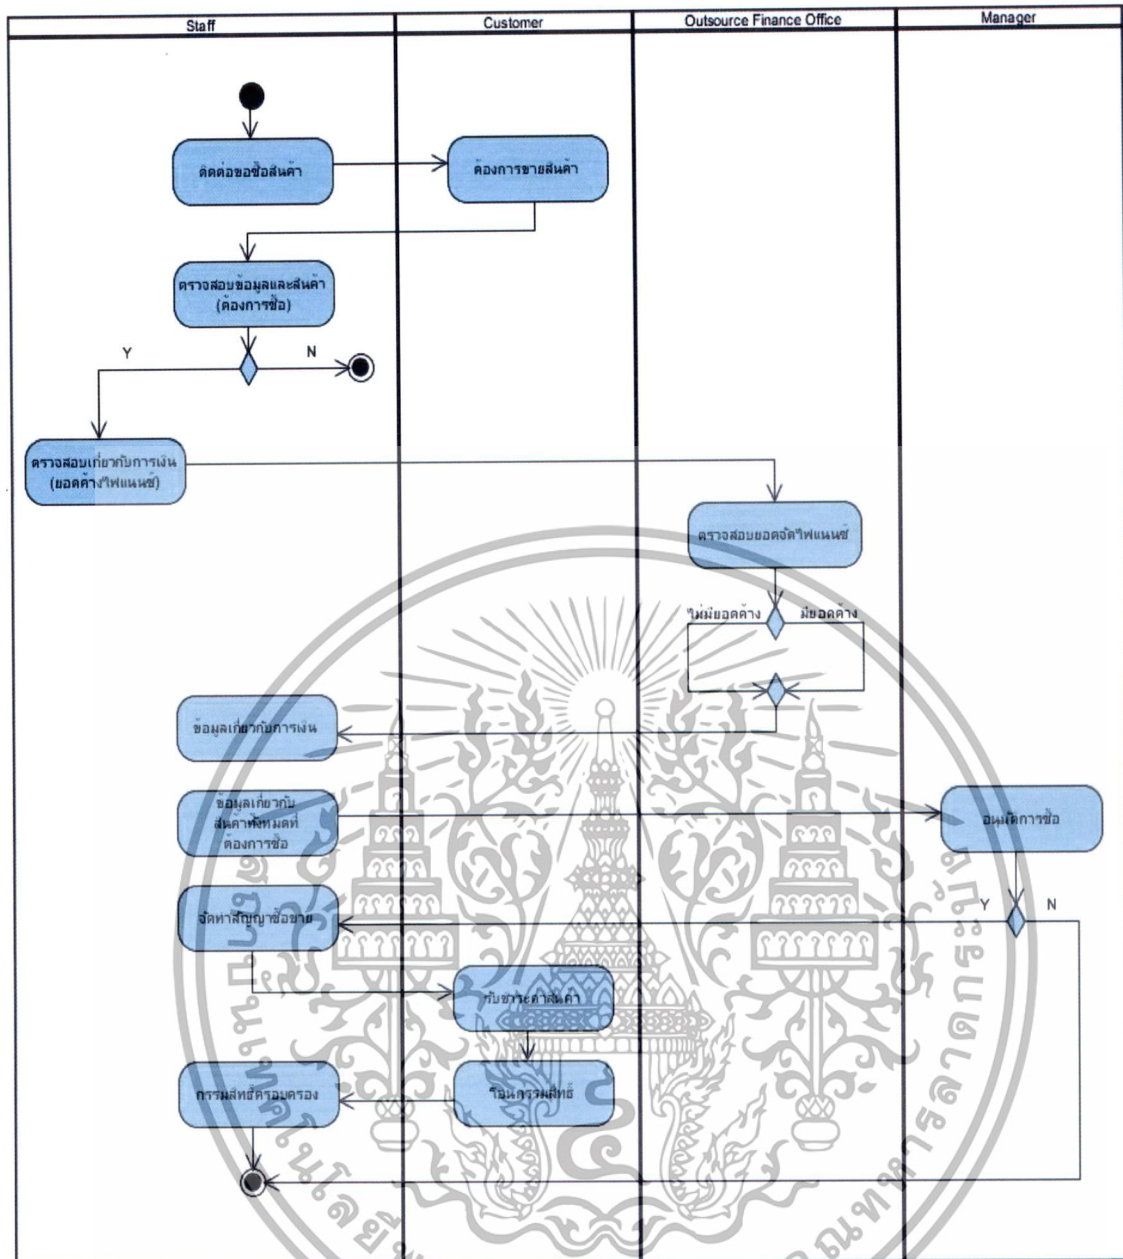 Staff
Customer
Outsource Finance Office
Manager
ติดต่อขอซื้อสินค้า
ต้องการขายสินค้า
ตรวจสอบข้อมูลและสินค้า
(ต้องการซื้อ)
Y
N
ตรวจสอบเกี่ยวกับการเงิน
(ยอดค้างไฟแนนซ์)
ตรวจสอบยอดจัดไฟแนนซ์
ไม่มียอดค้าง
มียอดค้าง
ข้อมูลเกี่ยวกับการเงิน
ข้อมูลเกี่ยวกับ
สินค้าทั้งหมดที่
ต้องการซื้อ
อนุมัติการซื้อ
Y
N
จัดทำสัญญาซื้อขาย
รับชำระค่าสินค้า
กรรมสิทธิ์ครอบครอง
โอนกรรมสิทธิ์